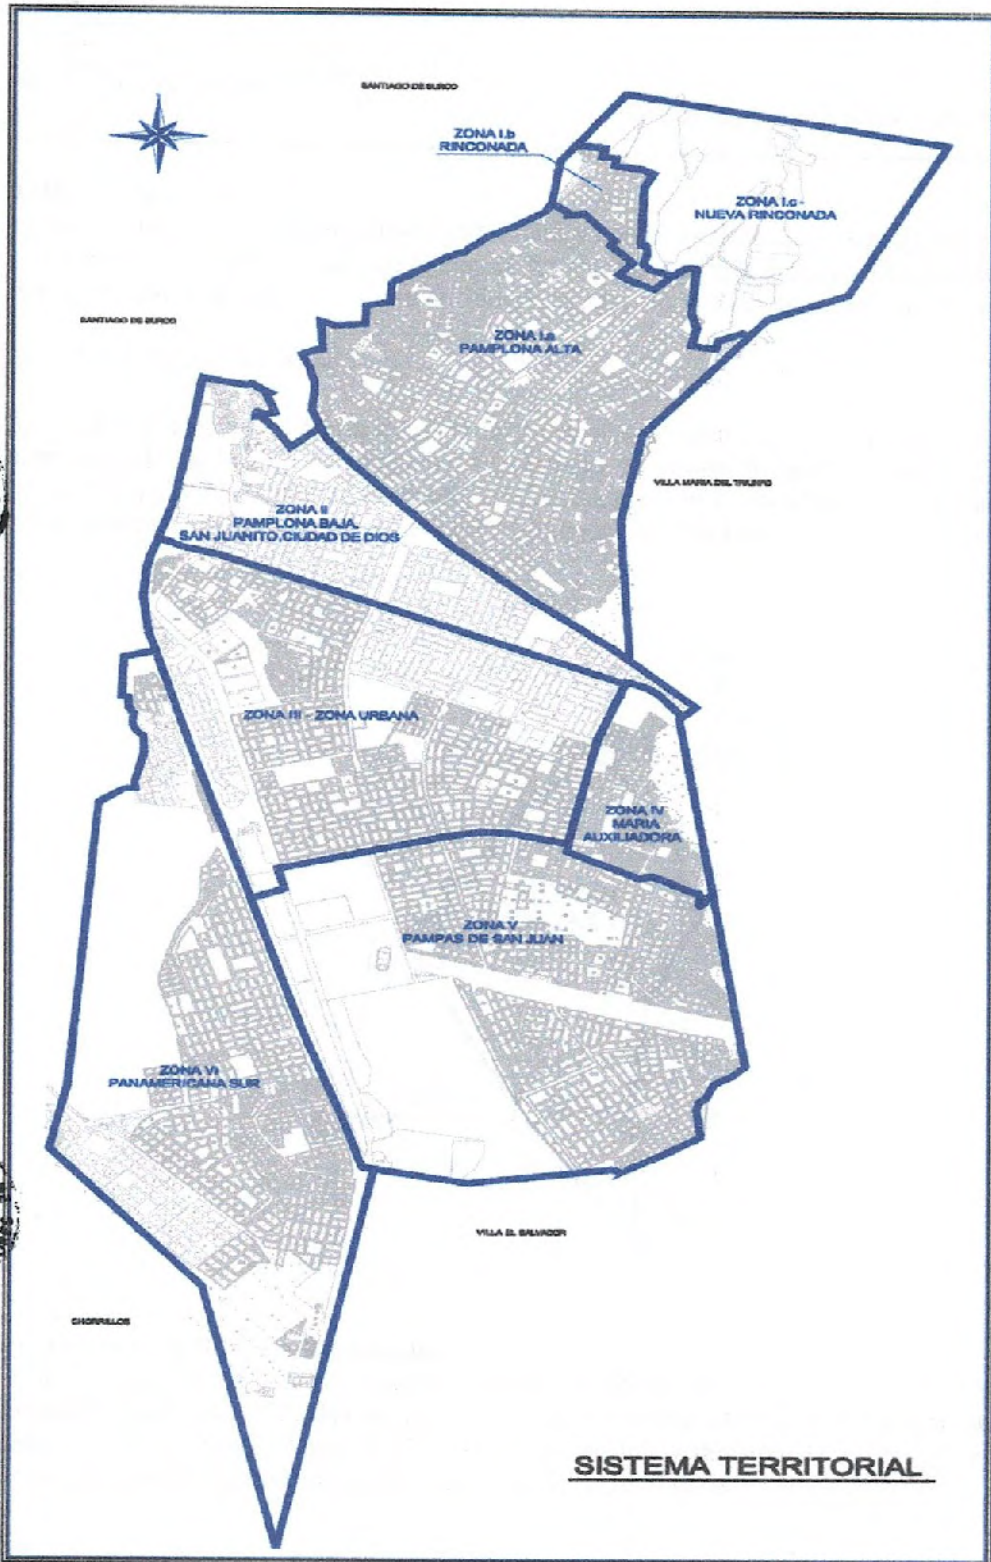 SANTIAGO DE SURCO
ZONA I.b
RINCONADA
ZONA I.c -
NUEVA RINCONADA
SANTIAGO DE SURCO
ZONA I.a
PAMPLONA ALTA
VILLA MARIA DEL TRIUNFO
ZONA II
PAMPLONA BAJA,
SAN JUANITO, CIUDAD DE DIOS
ZONA III - ZONA URBANA
ZONA IV
MARIA
AUXILIADORA
ZONA V
PAMPAS DE SAN JUAN
ZONA VI
PANAMERICANA SUR
VILLA EL SALVADOR
CHORRILLOS
SISTEMA TERRITORIAL